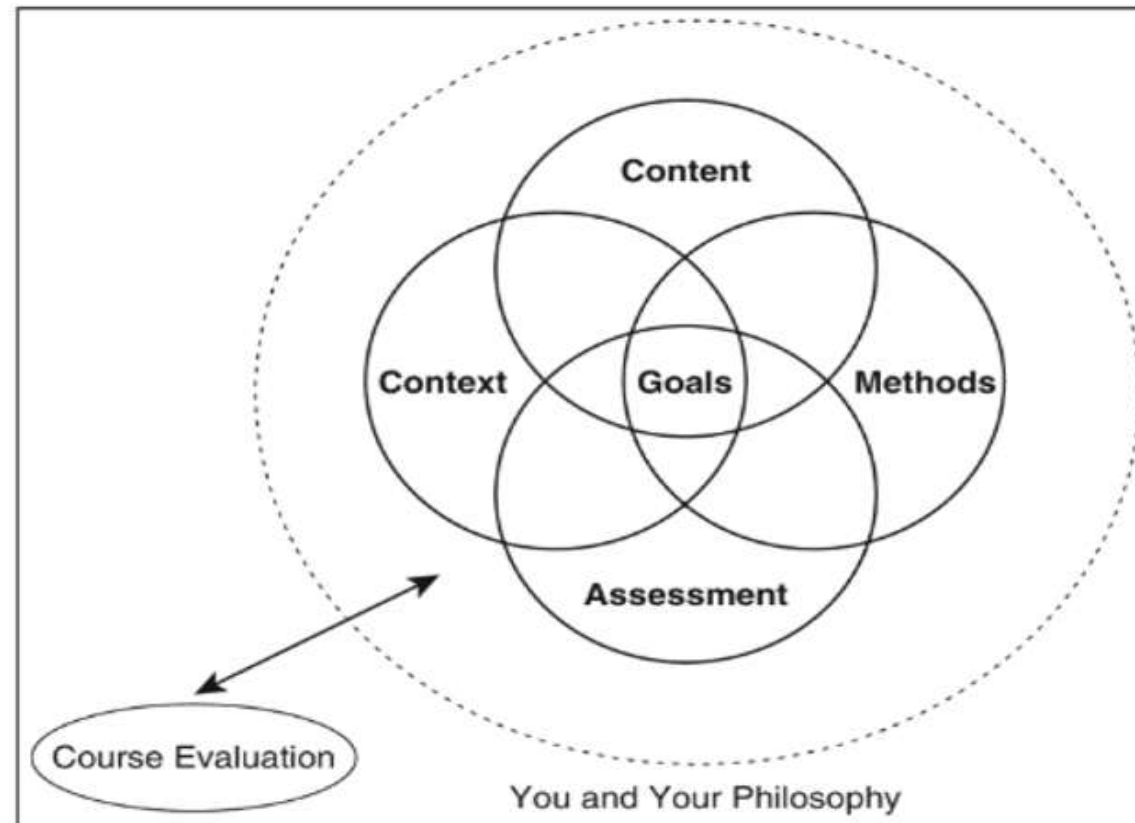 Content
Context
Goals
Methods
Assessment
Course Evaluation
You and Your Philosophy